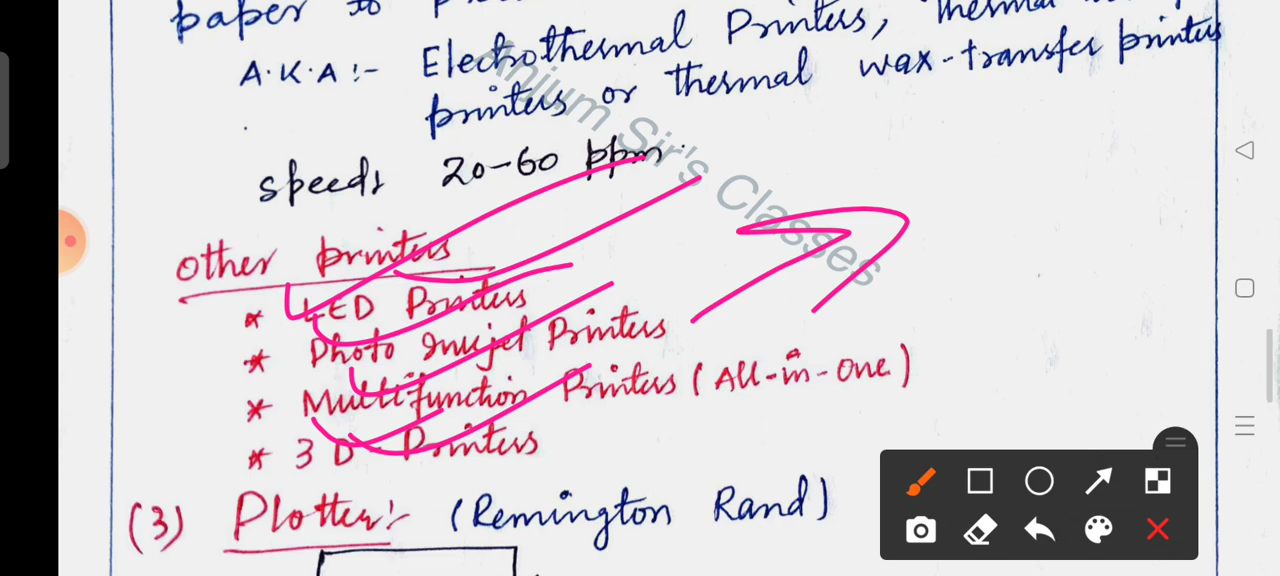 paper to
A.K.A :- Electrothermal Printers, Thermal
printers or thermal wax-transfer printers
speed: 20-60 ppm.
Anjum Sir's Classes
other printers
* LED Printers
* Photo Inkjet Printers
* Multifunction Printers (All-in-One)
* 3D-Printers
(3) Plotter:- (Remington Rand)